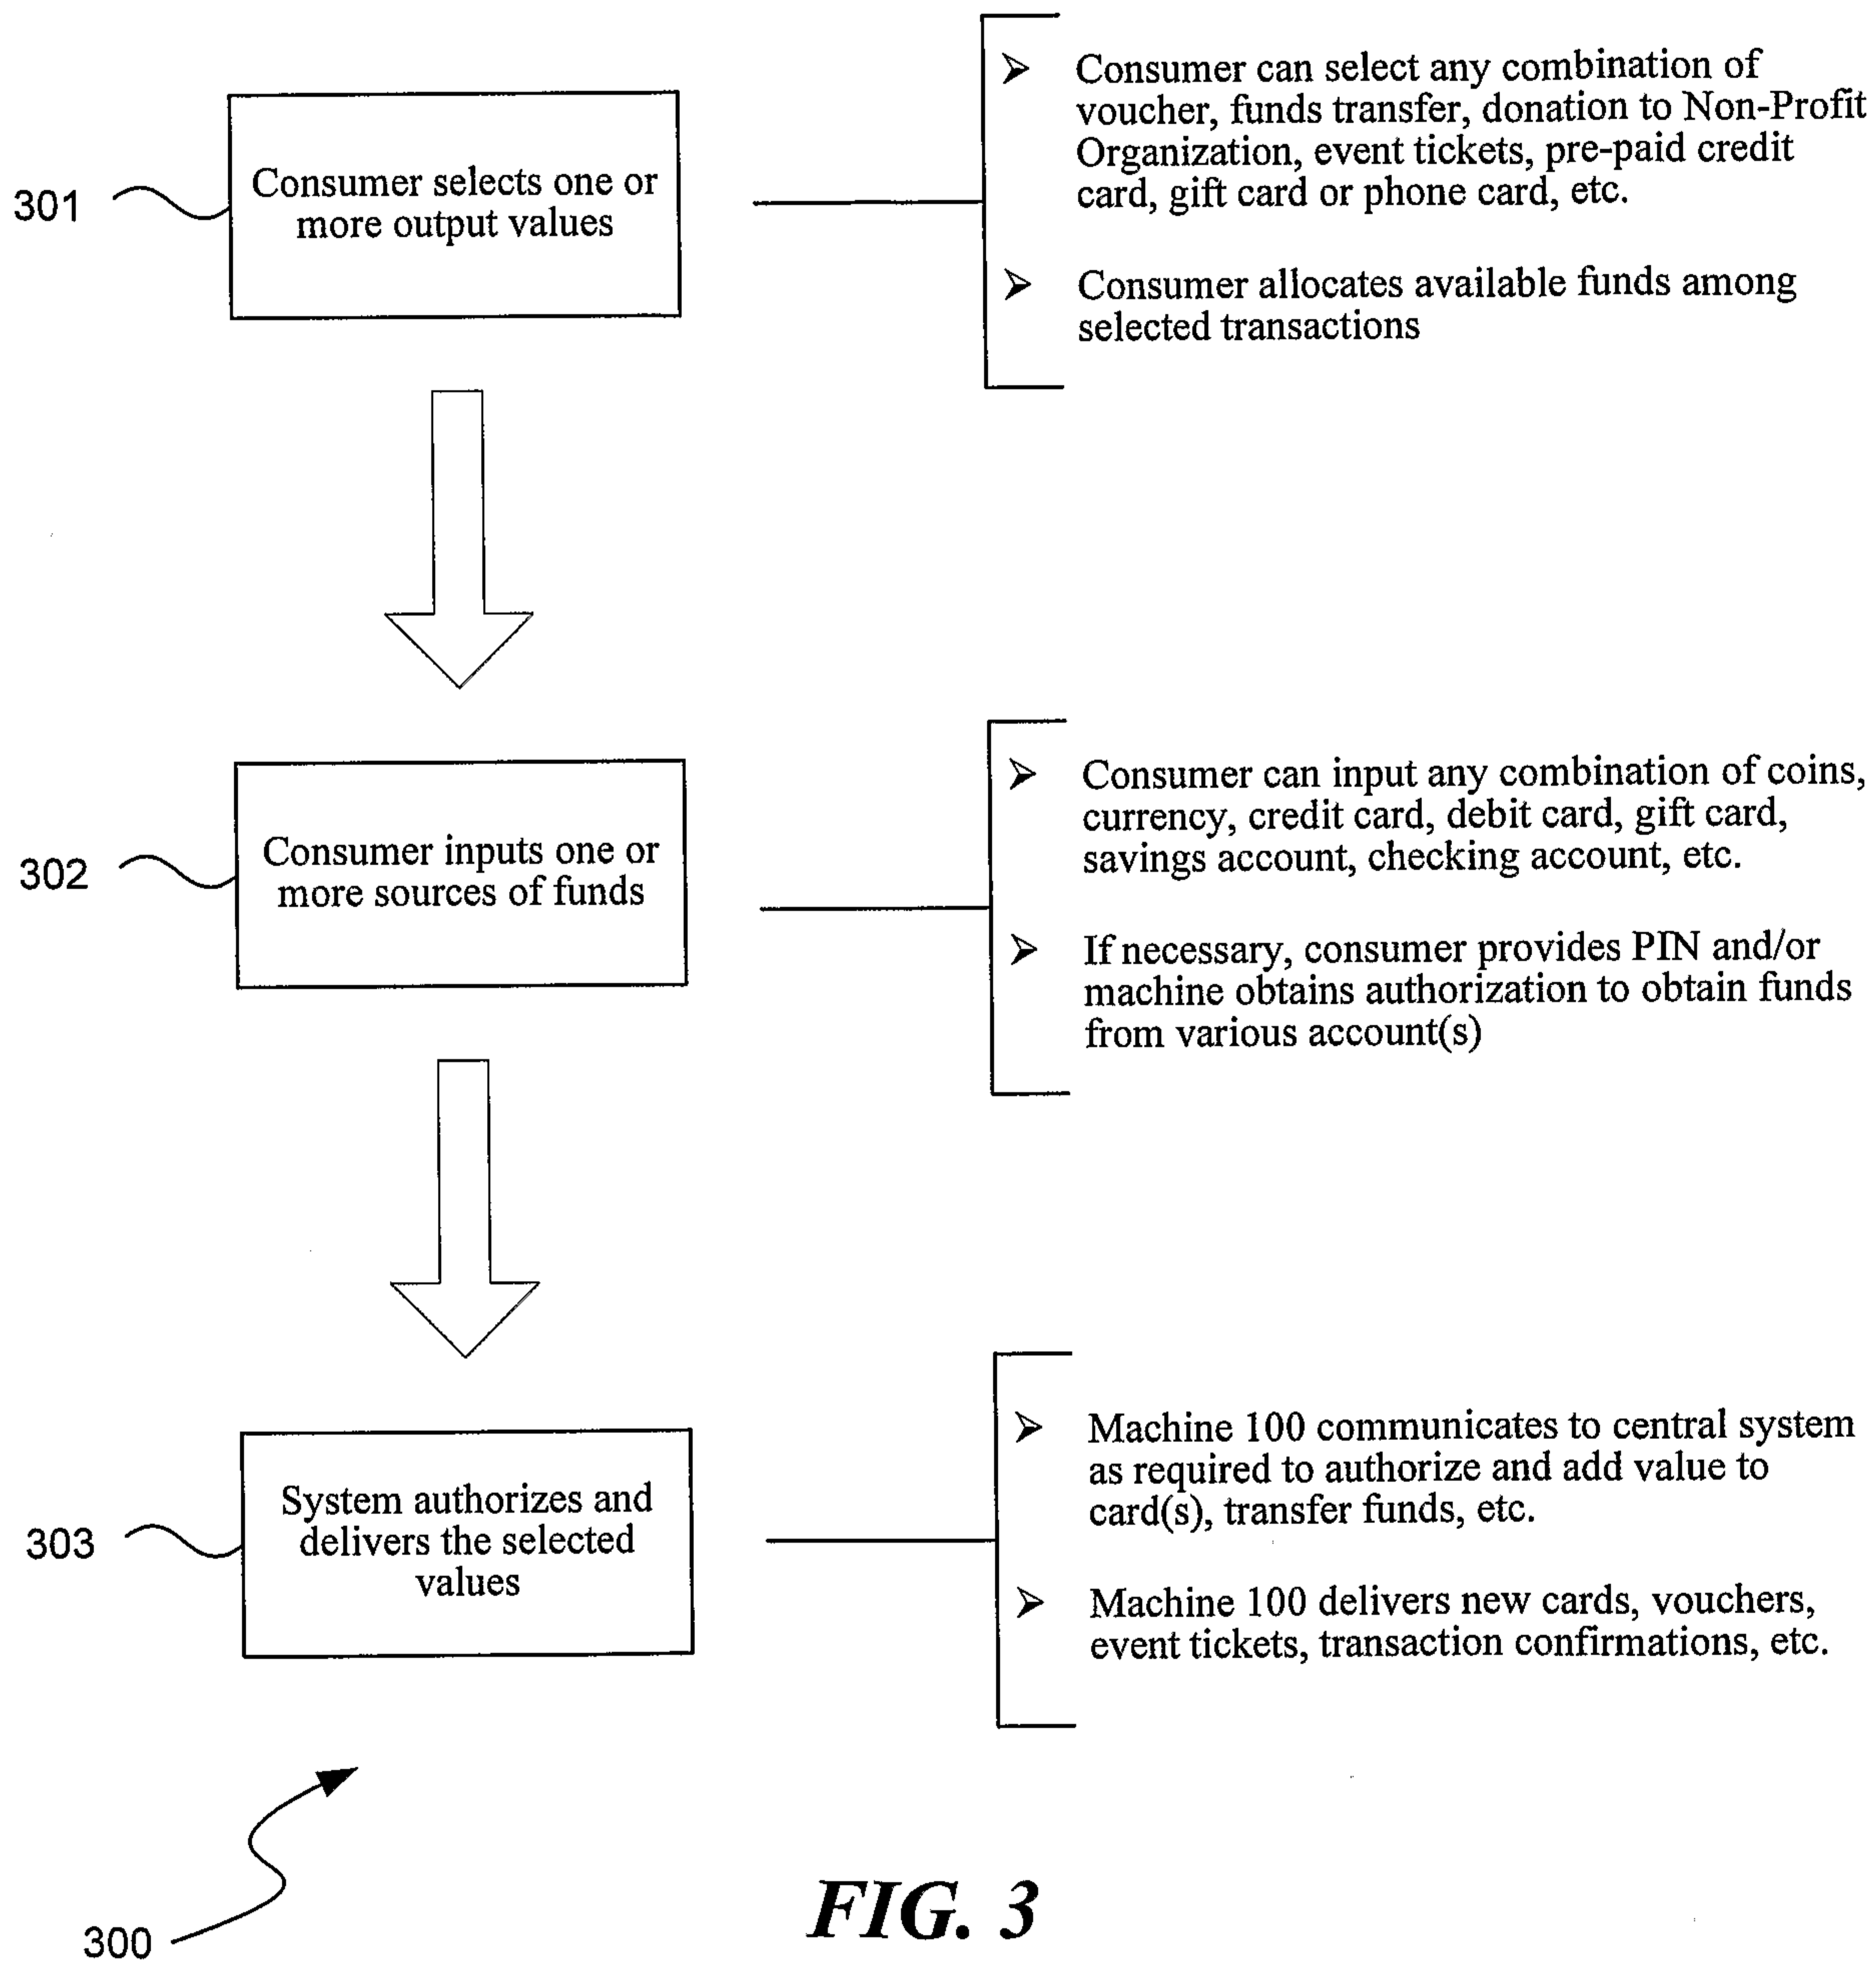 301
Consumer selects one or
more output values
➢ Consumer can select any combination of
voucher, funds transfer, donation to Non-Profit
Organization, event tickets, pre-paid credit
card, gift card or phone card, etc.
➢ Consumer allocates available funds among
selected transactions
302
Consumer inputs one or
more sources of funds
➢ Consumer can input any combination of coins,
currency, credit card, debit card, gift card,
savings account, checking account, etc.
➢ If necessary, consumer provides PIN and/or
machine obtains authorization to obtain funds
from various account(s)
303
System authorizes and
delivers the selected
values
➢ Machine 100 communicates to central system
as required to authorize and add value to
card(s), transfer funds, etc.
➢ Machine 100 delivers new cards, vouchers,
event tickets, transaction confirmations, etc.
300
FIG. 3